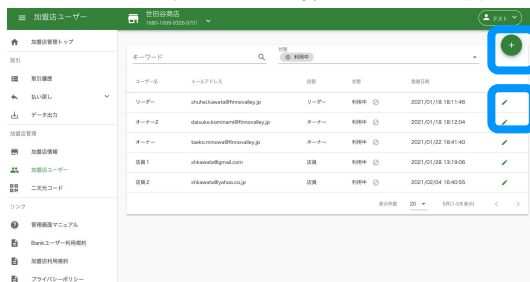 加盟店ユーザー
世田谷商店
1685-1699-9328-9701
テスト
加盟店管理トップ
取引
取引履歴
払い戻し
データ出力
加盟店管理
加盟店情報
加盟店ユーザー
二次元コード
リンク
管理画面マニュアル
Bankユーザー利用規約
加盟店利用規約
プライバシーポリシー
キーワード
状態
利用中
ユーザー名 メールアドレス 役割 状態 登録日時
リーダー shuhei.kawata@finnovalley.jp リーダー 利用中 2021/01/18 18:11:46
オーナー2 daisuke.kominami@finnovalley.jp オーナー 利用中 2021/01/18 18:12:04
オーナー taeko.minowa@finnovalley.jp オーナー 利用中 2021/01/22 18:41:40
店員1 shkawata@gmail.com 店員 利用中 2021/01/28 13:19:06
店員2 shkawata@yahoo.co.jp 店員 利用中 2021/02/04 16:40:55
表示件数 20 5件(1-5を表示)